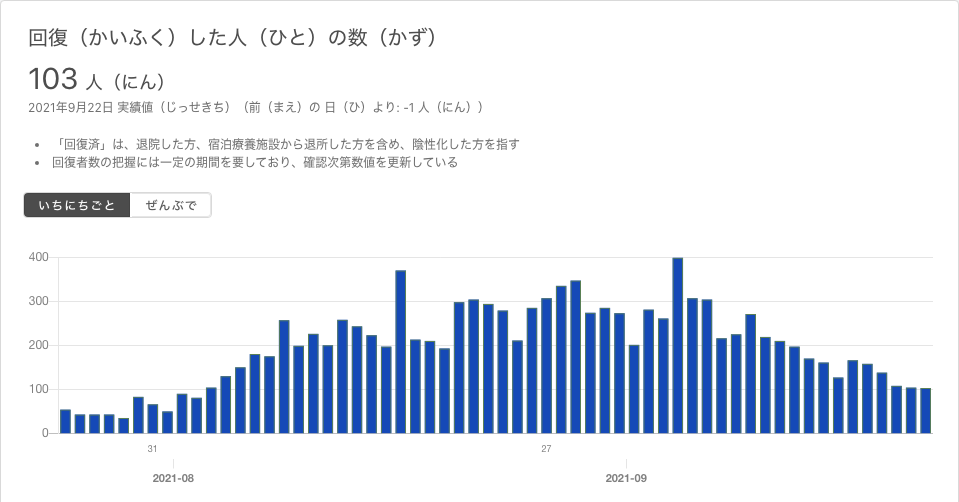 回復（かいふく）した人（ひと）の数（かず）
103 人（にん）
2021年9月22日 実績値（じっせきち）（前（まえ）の 日（ひ）より: -1 人（にん））
• 「回復済」は、退院した方、宿泊療養施設から退所した方を含め、陰性化した方を指す
• 回復者数の把握には一定の期間を要しており、確認次第数値を更新している
いちにちごと ぜんぶで
400
300
200
100
0
31 27
2021-08 2021-09